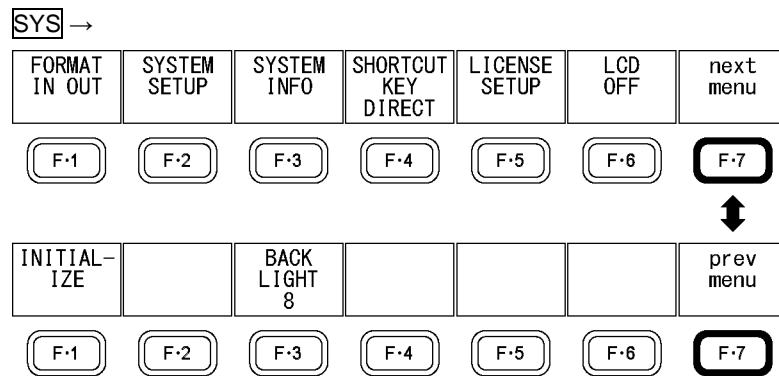 SYS →
FORMAT IN OUT
SYSTEM SETUP
SYSTEM INFO
SHORTCUT KEY DIRECT
LICENSE SETUP
LCD OFF
next menu
F·1
F·2
F·3
F·4
F·5
F·6
F·7
INITIAL-IZE
BACK LIGHT 8
prev menu
F·1
F·2
F·3
F·4
F·5
F·6
F·7